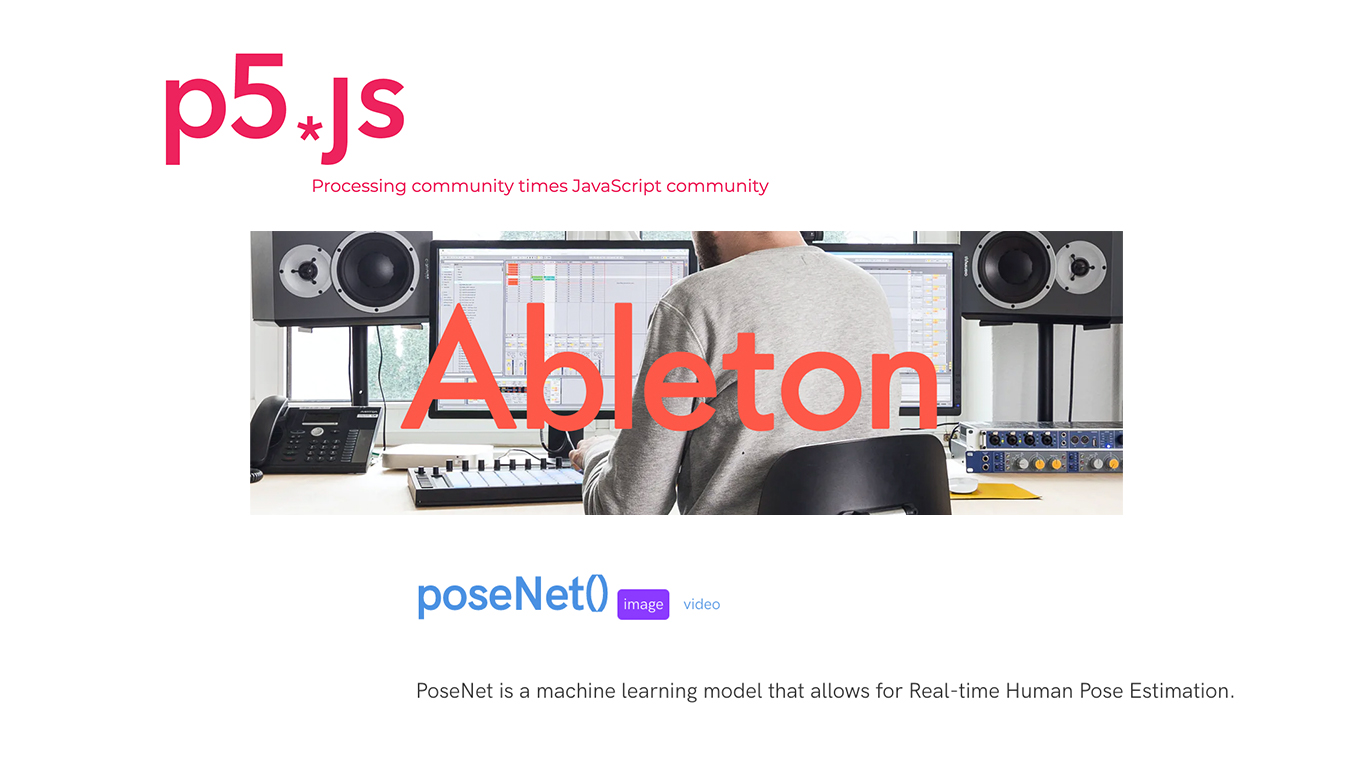 p5*js
Processing community times JavaScript community
Ableton
poseNet() image video
PoseNet is a machine learning model that allows for Real-time Human Pose Estimation.